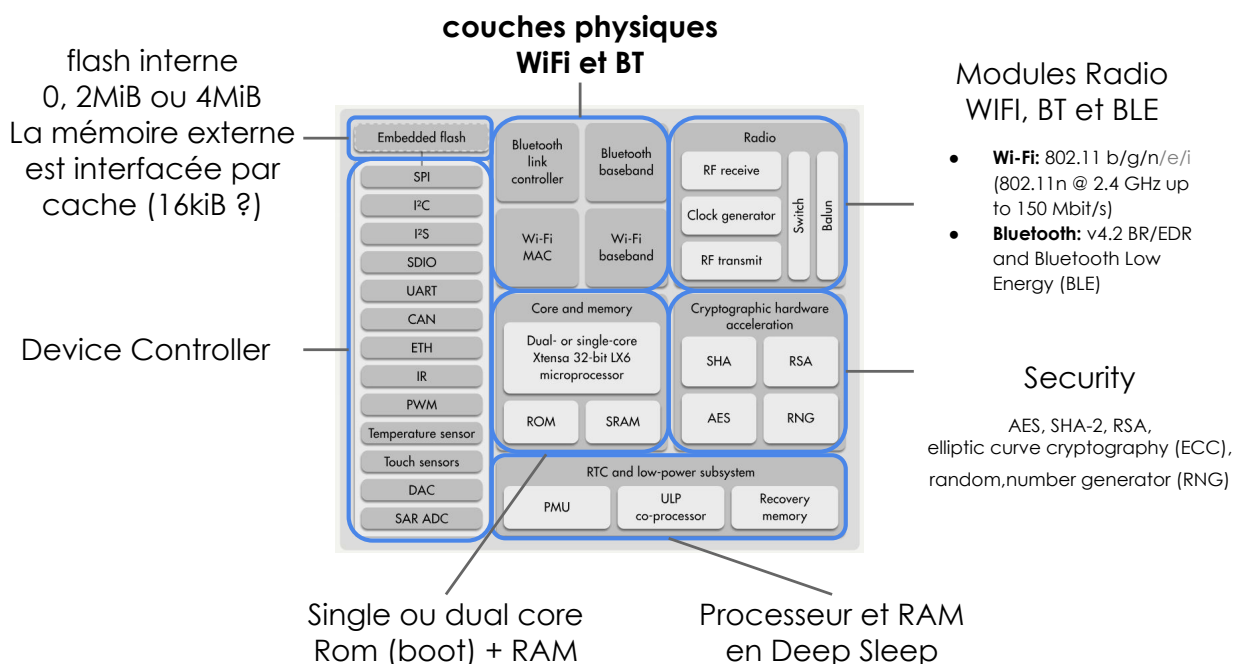 couches physiques
WiFi et BT
flash interne
0, 2MiB ou 4MiB
La mémoire externe
est interfacée par
cache (16kiB ?)
Device Controller
Embedded flash
SPI
I²C
I²S
SDIO
UART
CAN
ETH
IR
PWM
Temperature sensor
Touch sensors
DAC
SAR ADC
Bluetooth
link
controller
Bluetooth
baseband
Wi-Fi
MAC
Wi-Fi
baseband
Radio
RF receive
Clock generator
RF transmit
Switch
Balun
Core and memory
Dual- or single-core
Xtensa 32-bit LX6
microprocessor
ROM
SRAM
Cryptographic hardware
acceleration
SHA
RSA
AES
RNG
RTC and low-power subsystem
PMU
ULP
co-processor
Recovery
memory
Modules Radio
WIFI, BT et BLE
● Wi-Fi: 802.11 b/g/n/e/i
(802.11n @ 2.4 GHz up
to 150 Mbit/s)
● Bluetooth: v4.2 BR/EDR
and Bluetooth Low
Energy (BLE)
Security
AES, SHA-2, RSA,
elliptic curve cryptography (ECC),
random,number generator (RNG)
Single ou dual core
Rom (boot) + RAM
Processeur et RAM
en Deep Sleep